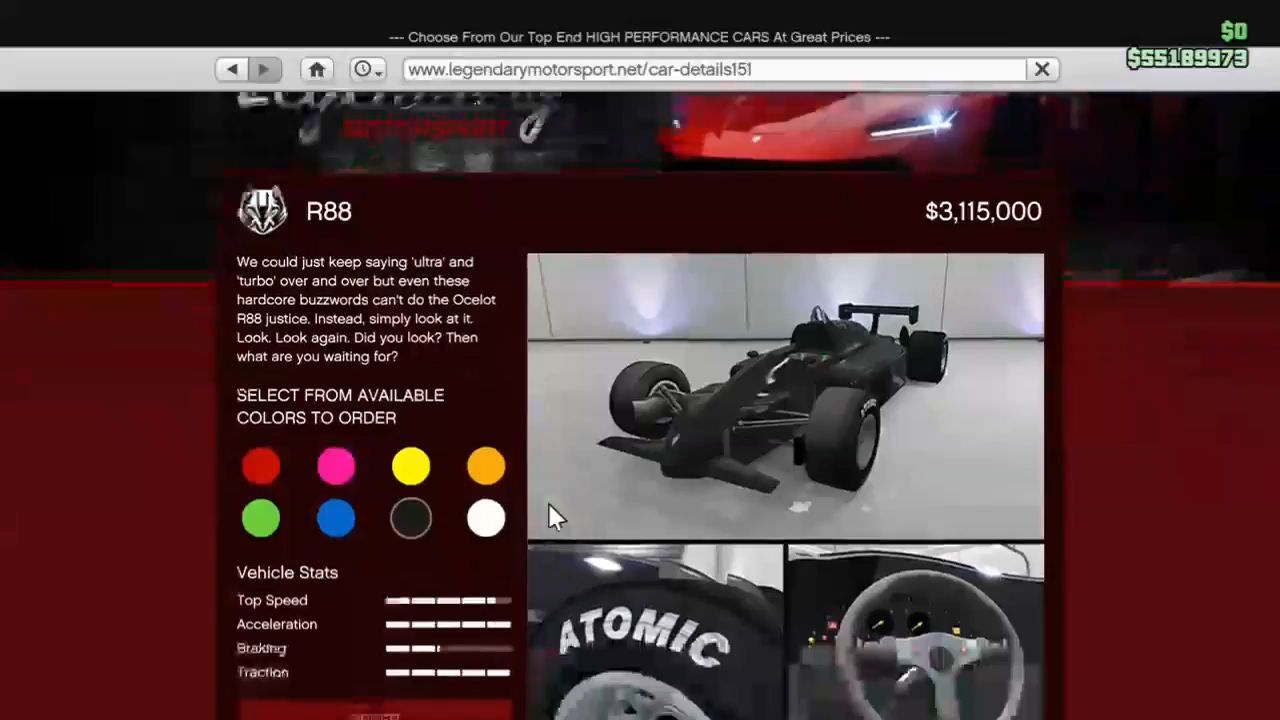 --- Choose From Our Top End HIGH PERFORMANCE CARS At Great Prices ---
$0
$55189973
www.legendarymotorsport.net/car-details151
R88
$3,115,000
We could just keep saying 'ultra' and
'turbo' over and over but even these
hardcore buzzwords can't do the Ocelot
R88 justice. Instead, simply look at it.
Look. Look again. Did you look? Then
what are you waiting for?
SELECT FROM AVAILABLE
COLORS TO ORDER
Vehicle Stats
Top Speed
Acceleration
Braking
Traction
ATOMIC